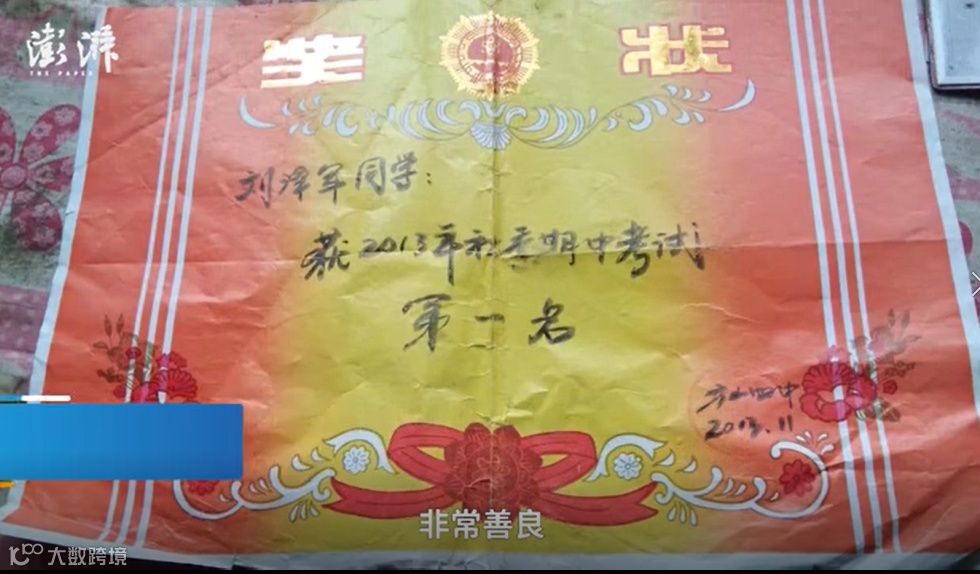 澎湃
THE PAPER
奖状
刘泽军同学：
获2013年秋季期中考试
第一名
方山四中
2013.11
非常善良
大数跨境